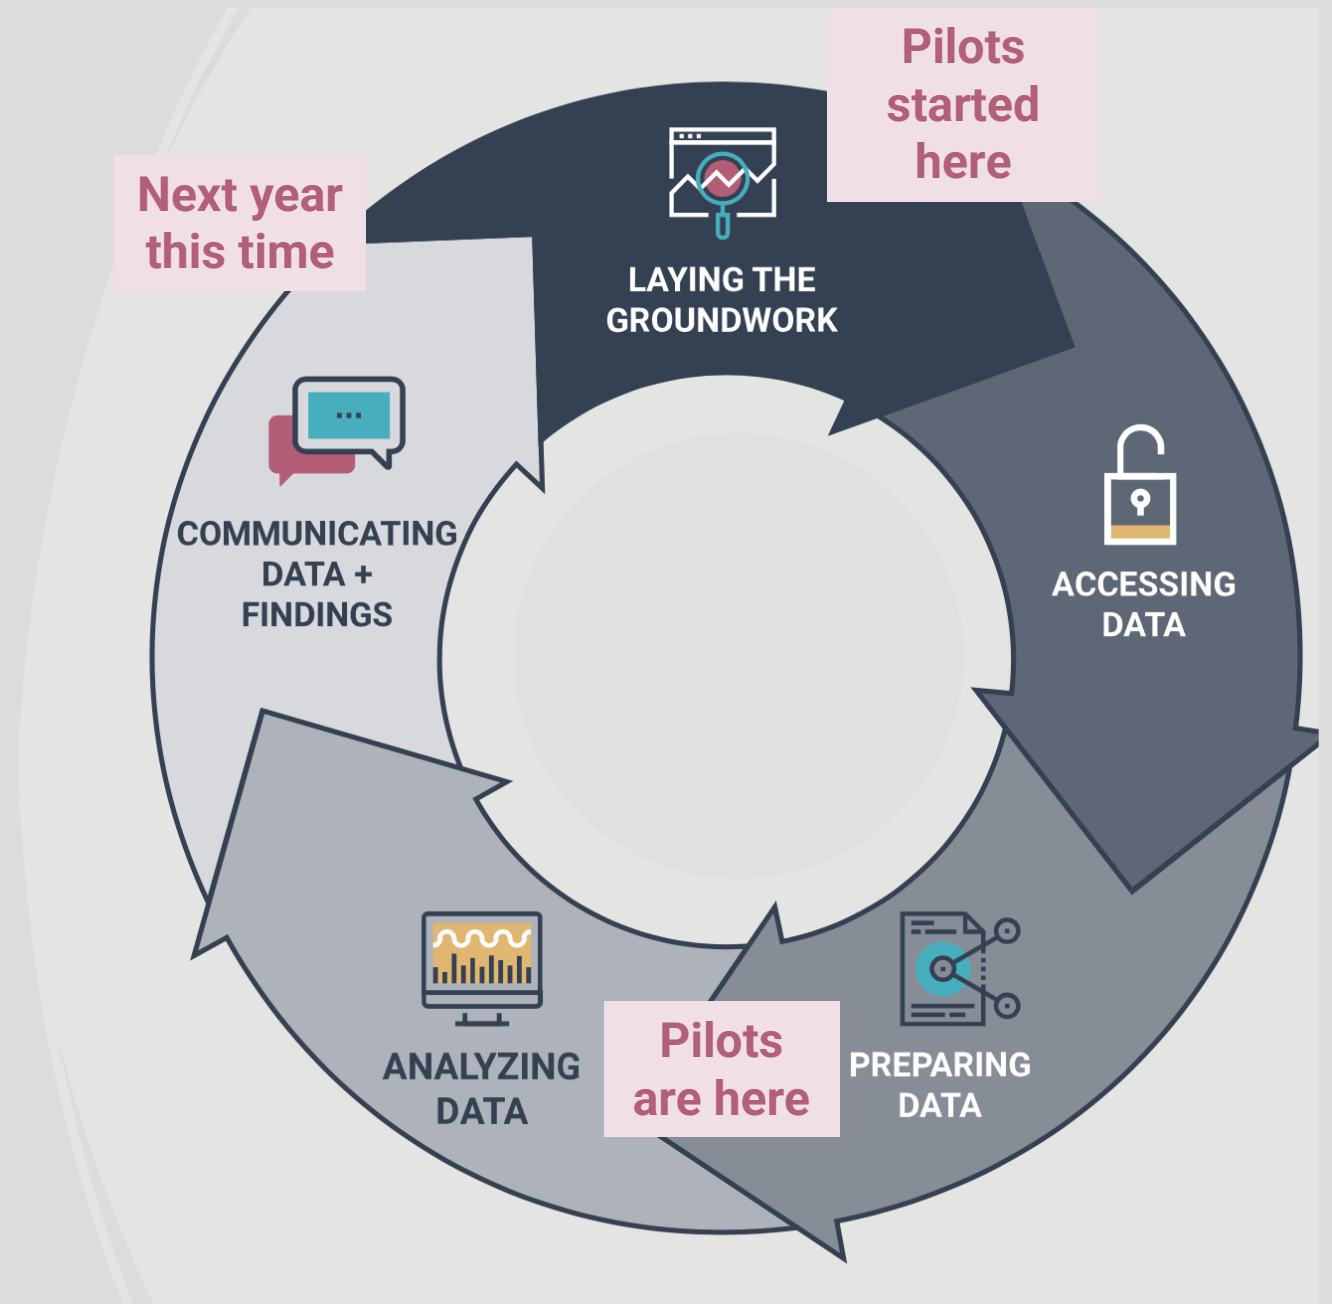 Pilots
started
here
Next year
this time
LAYING THE
GROUNDWORK
ACCESSING
DATA
PREPARING
DATA
Pilots
are here
ANALYZING
DATA
COMMUNICATING
DATA +
FINDINGS